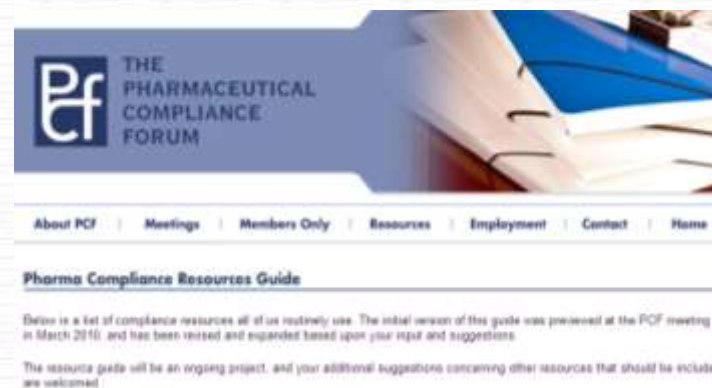 Pcf
THE
PHARMACEUTICAL
COMPLIANCE
FORUM
About PCF | Meetings | Members Only | Resources | Employment | Contact | Home
Pharma Compliance Resources Guide
Below is a list of compliance resources all of us routinely use. The initial version of this guide was previewed at the PCF meeting
in March 2010, and has been revised and expanded based upon your input and suggestions.
The resource guide will be an ongoing project, and your additional suggestions concerning other resources that should be include
are welcomed